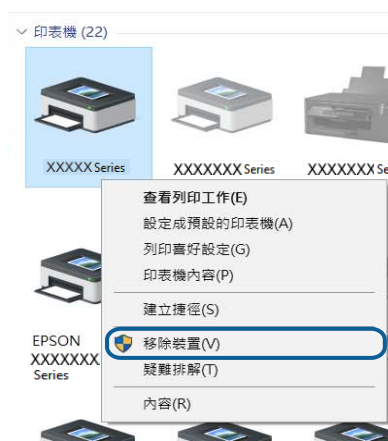 印表機 (22)
XXXXX Series
XXXXXXX Series
XXXXXXX Se
查看列印工作(E)
設定成預設的印表機(A)
列印喜好設定(G)
印表機內容(P)
建立捷徑(S)
EPSON
XXXXXXX
Series
移除裝置(V)
疑難排解(T)
內容(R)